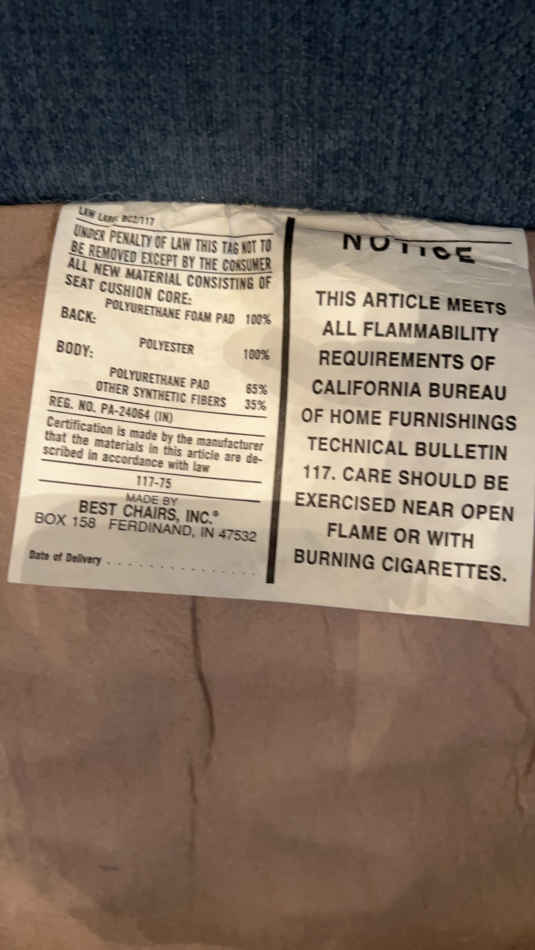 LAW LABEL BC2/117
UNDER PENALTY OF LAW THIS TAG NOT TO
BE REMOVED EXCEPT BY THE CONSUMER
ALL NEW MATERIAL CONSISTING OF
SEAT CUSHION CORE:
POLYURETHANE FOAM PAD 100%
BACK:
POLYESTER 100%
BODY:
POLYURETHANE PAD 65%
OTHER SYNTHETIC FIBERS 35%
REG. NO. PA-24064 (IN)
Certification is made by the manufacturer
that the materials in this article are de-
scribed in accordance with law
117-75
MADE BY
BEST CHAIRS, INC.®
BOX 158 FERDINAND, IN 47532
Date of Delivery . . . . . . . . . . . . . . . .
NOTICE
THIS ARTICLE MEETS
ALL FLAMMABILITY
REQUIREMENTS OF
CALIFORNIA BUREAU
OF HOME FURNISHINGS
TECHNICAL BULLETIN
117. CARE SHOULD BE
EXERCISED NEAR OPEN
FLAME OR WITH
BURNING CIGARETTES.